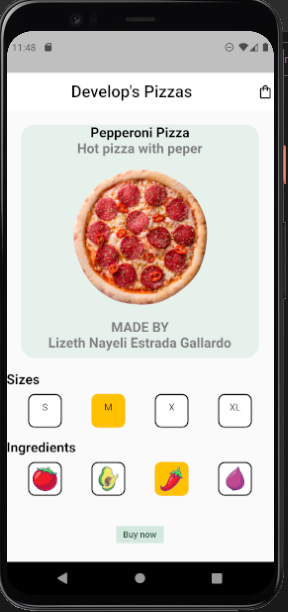 11:48
Develop's Pizzas
Pepperoni Pizza
Hot pizza with peper
MADE BY
Lizeth Nayeli Estrada Gallardo
Sizes
S M X XL
Ingredients
Buy now